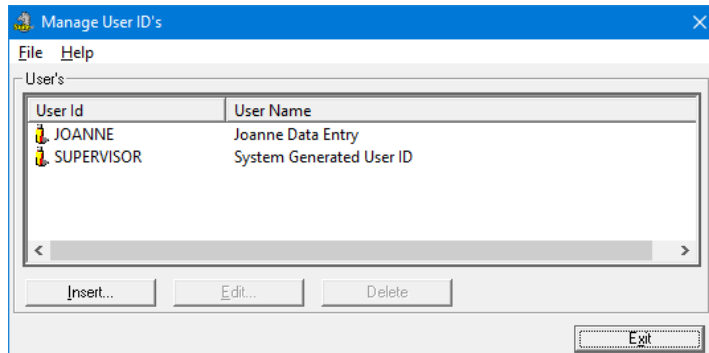 Manage User ID's
File Help
User's
User Id User Name
JOANNE Joanne Data Entry
SUPERVISOR System Generated User ID
Insert... Edit... Delete
Exit